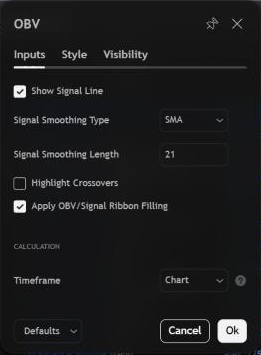 OBV
Inputs Style Visibility
Show Signal Line
Signal Smoothing Type SMA
Signal Smoothing Length 21
Highlight Crossovers
Apply OBV/Signal Ribbon Filling
CALCULATION
Timeframe Chart ?
Defaults Cancel Ok